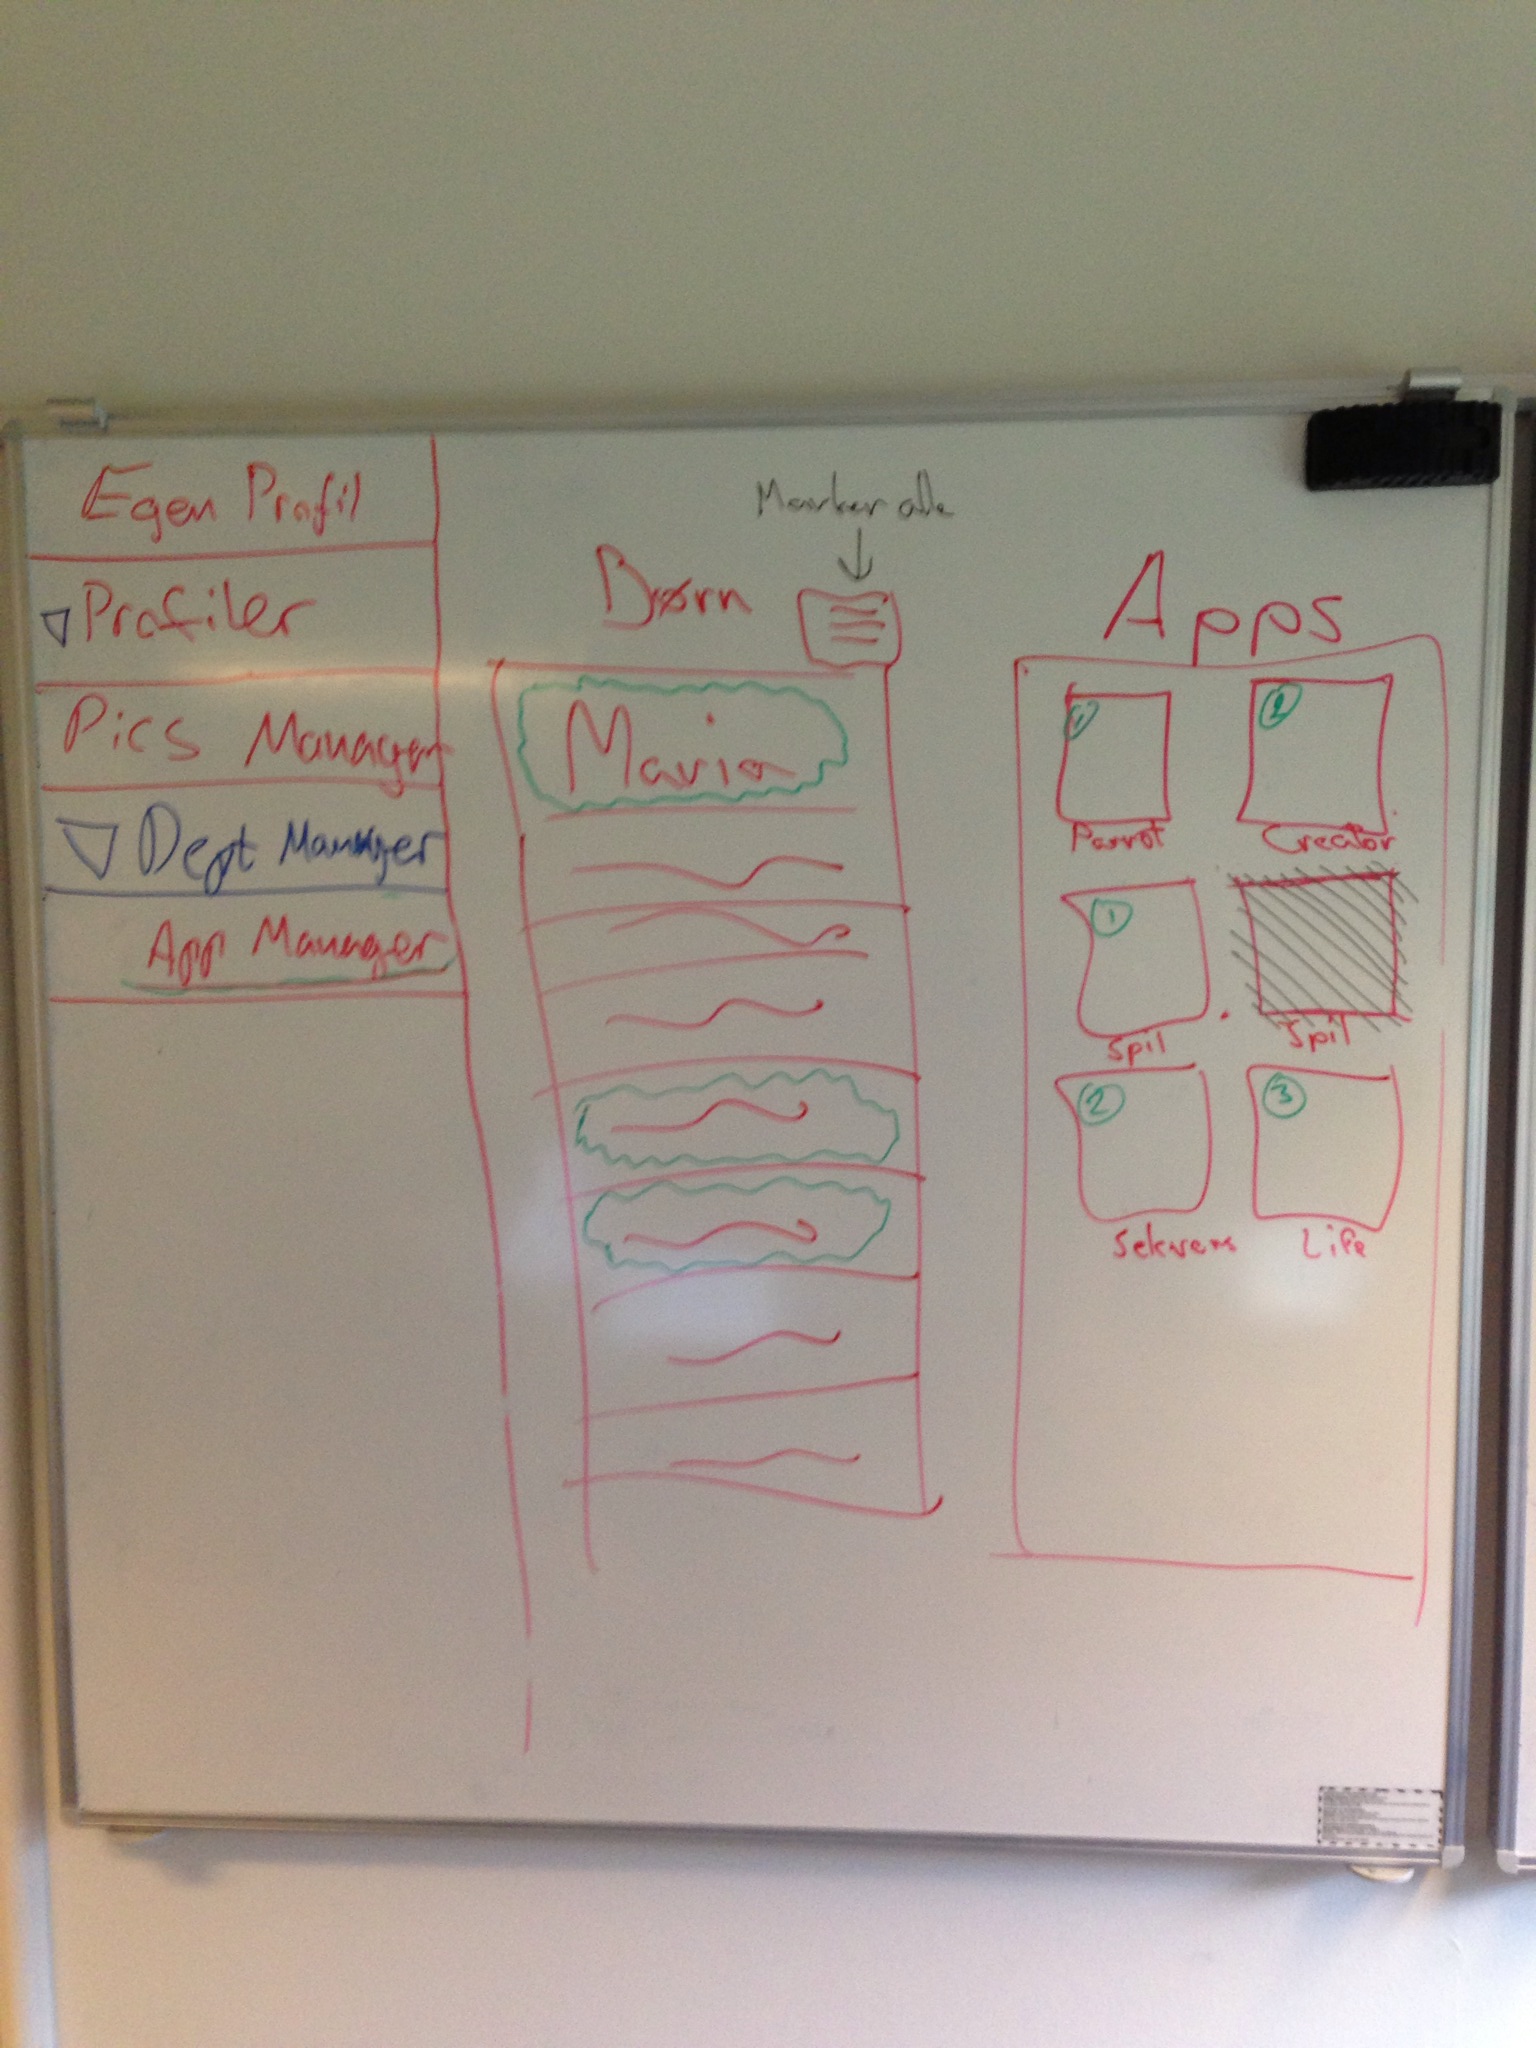 Egen Profil
Profiler
Pics Manager
Dept Manager
App Manager
Marker alle
Børn
Maria
Apps
1
2
Parrot
Creator
1
Spil
Spil
2
3
Sekvens
Life